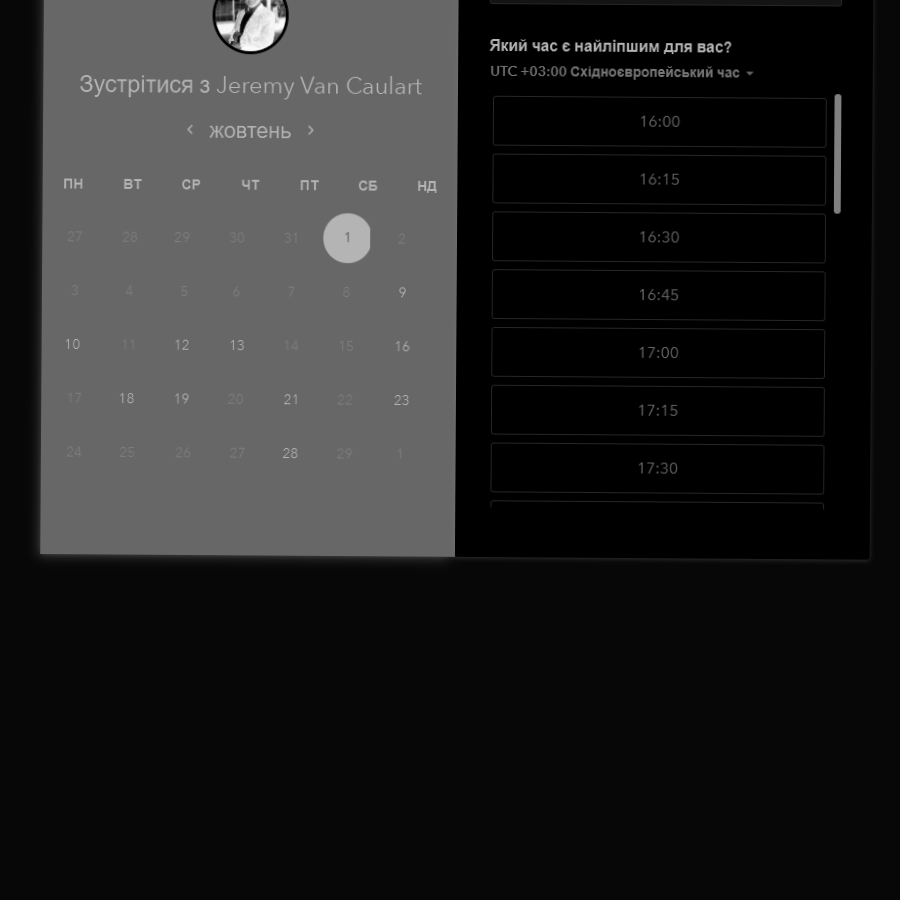 Зустрітися з Jeremy Van Caulart
жовтень
ПН ВТ СР ЧТ ПТ СБ НД
27 28 29 30 31 1 2
3 4 5 6 7 8 9
10 11 12 13 14 15 16
17 18 19 20 21 22 23
24 25 26 27 28 29 1
Який час є найліпшим для вас?
UTC +03:00 Східноєвропейський час
16:00
16:15
16:30
16:45
17:00
17:15
17:30